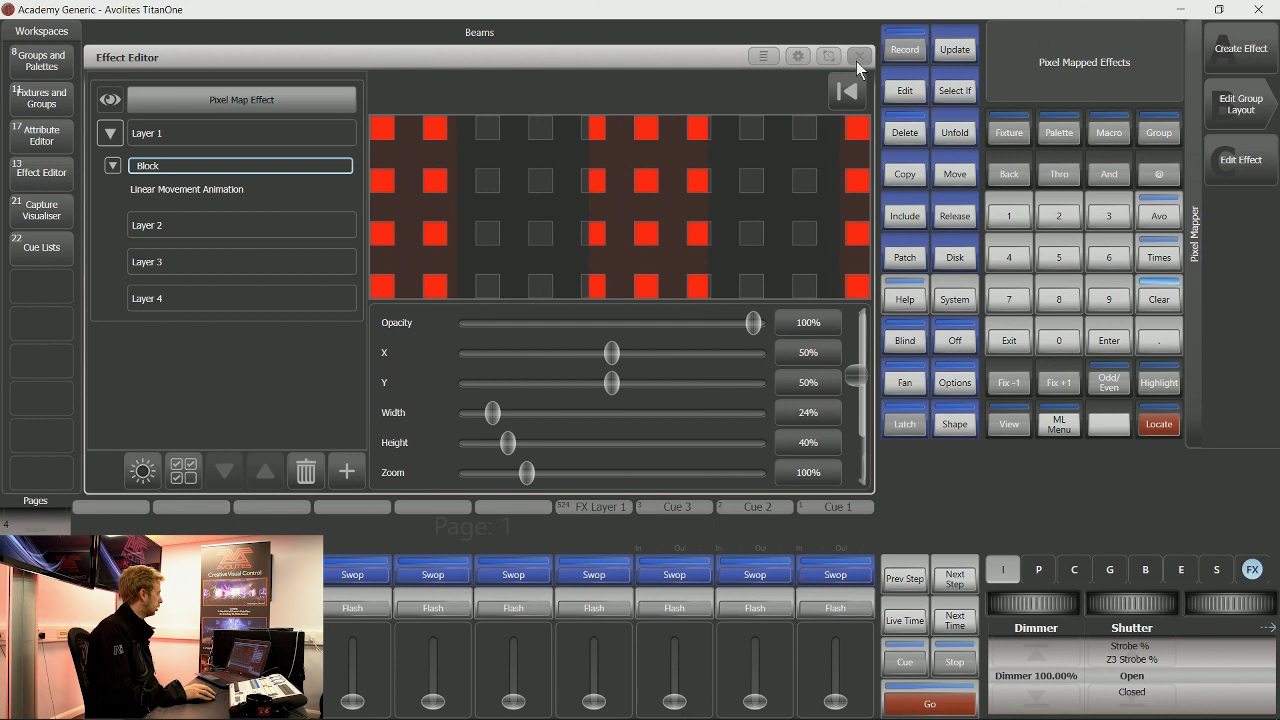 Academy Generic - Avolites TitanOne
Workspaces
8
Groups and
Palettes
Fixtures and
Groups
17
Attribute
Editor
13
Effect Editor
21
Capture
Visualiser
22
Cue Lists
Pages
4
Beams
Effect Editor
Pixel Map Effect
Layer 1
Block
Linear Movement Animation
Layer 2
Layer 3
Layer 4
Opacity
100%
X
50%
Y
50%
Width
24%
Height
40%
Zoom
100%
524 FX Layer 1
3 Cue 3
2 Cue 2
1 Cue 1
Page: 1
In Out
In Out
Swop
Swop
Swop
Swop
Swop
Swop
Swop
Flash
Flash
Flash
Flash
Flash
Flash
Flash
AVOLITES
Creative Visual Control
Record
Update
Edit
Select If
Delete
Unfold
Copy
Move
Include
Release
Patch
Disk
Help
System
Blind
Off
Fan
Options
Latch
Shape
Pixel Mapped Effects
Fixture
Palette
Macro
Group
Back
Thro
And
@
1
2
3
Avo
4
5
6
Times
7
8
9
Clear
Exit
0
Enter
.
Fix -1
Fix +1
Odd/
Even
Highlight
View
ML
Menu
Locate
Pixel Mapper
A
Create Effect
B
Edit Group
Layout
C
Edit Effect
Prev Step
Next
Step
Live Time
Next
Time
Cue
Stop
Go
I
P
C
G
B
E
S
FX
Dimmer
Shutter
Strobe %
Z3 Strobe %
Dimmer 100.00%
Open
Closed